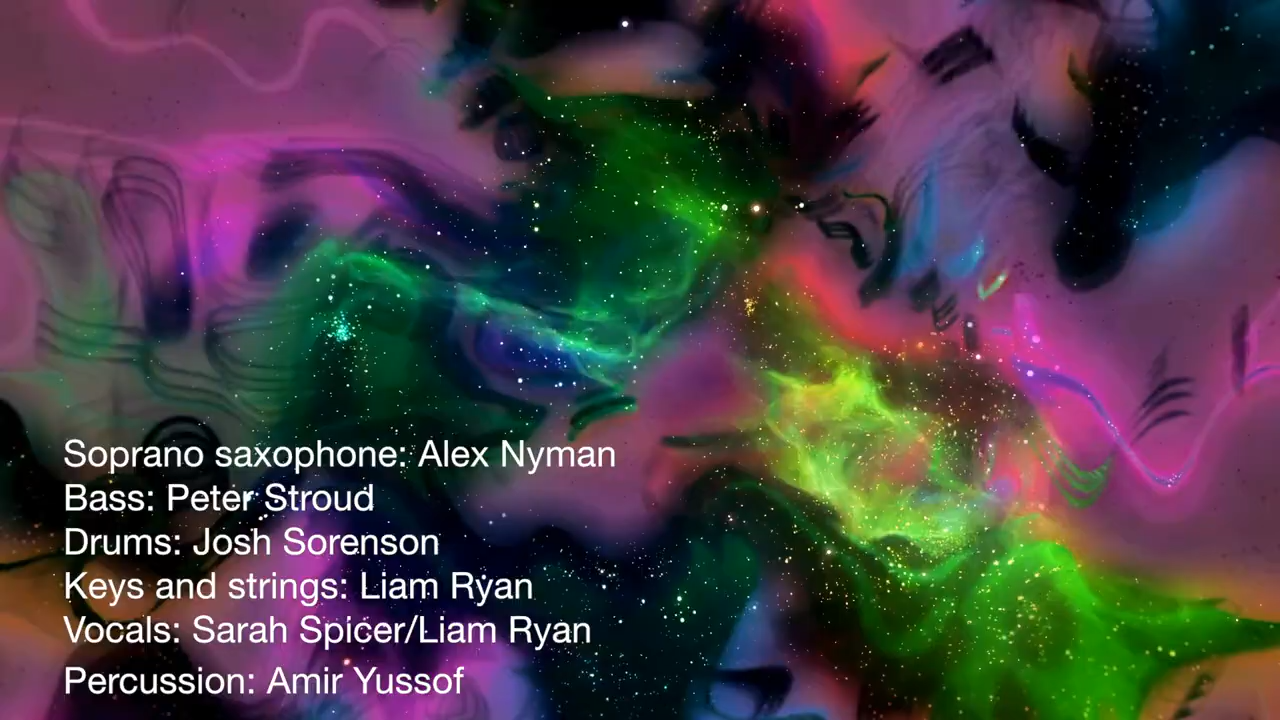 Soprano saxophone: Alex Nyman
Bass: Peter Stroud
Drums: Josh Sorenson
Keys and strings: Liam Ryan
Vocals: Sarah Spicer/Liam Ryan
Percussion: Amir Yussof